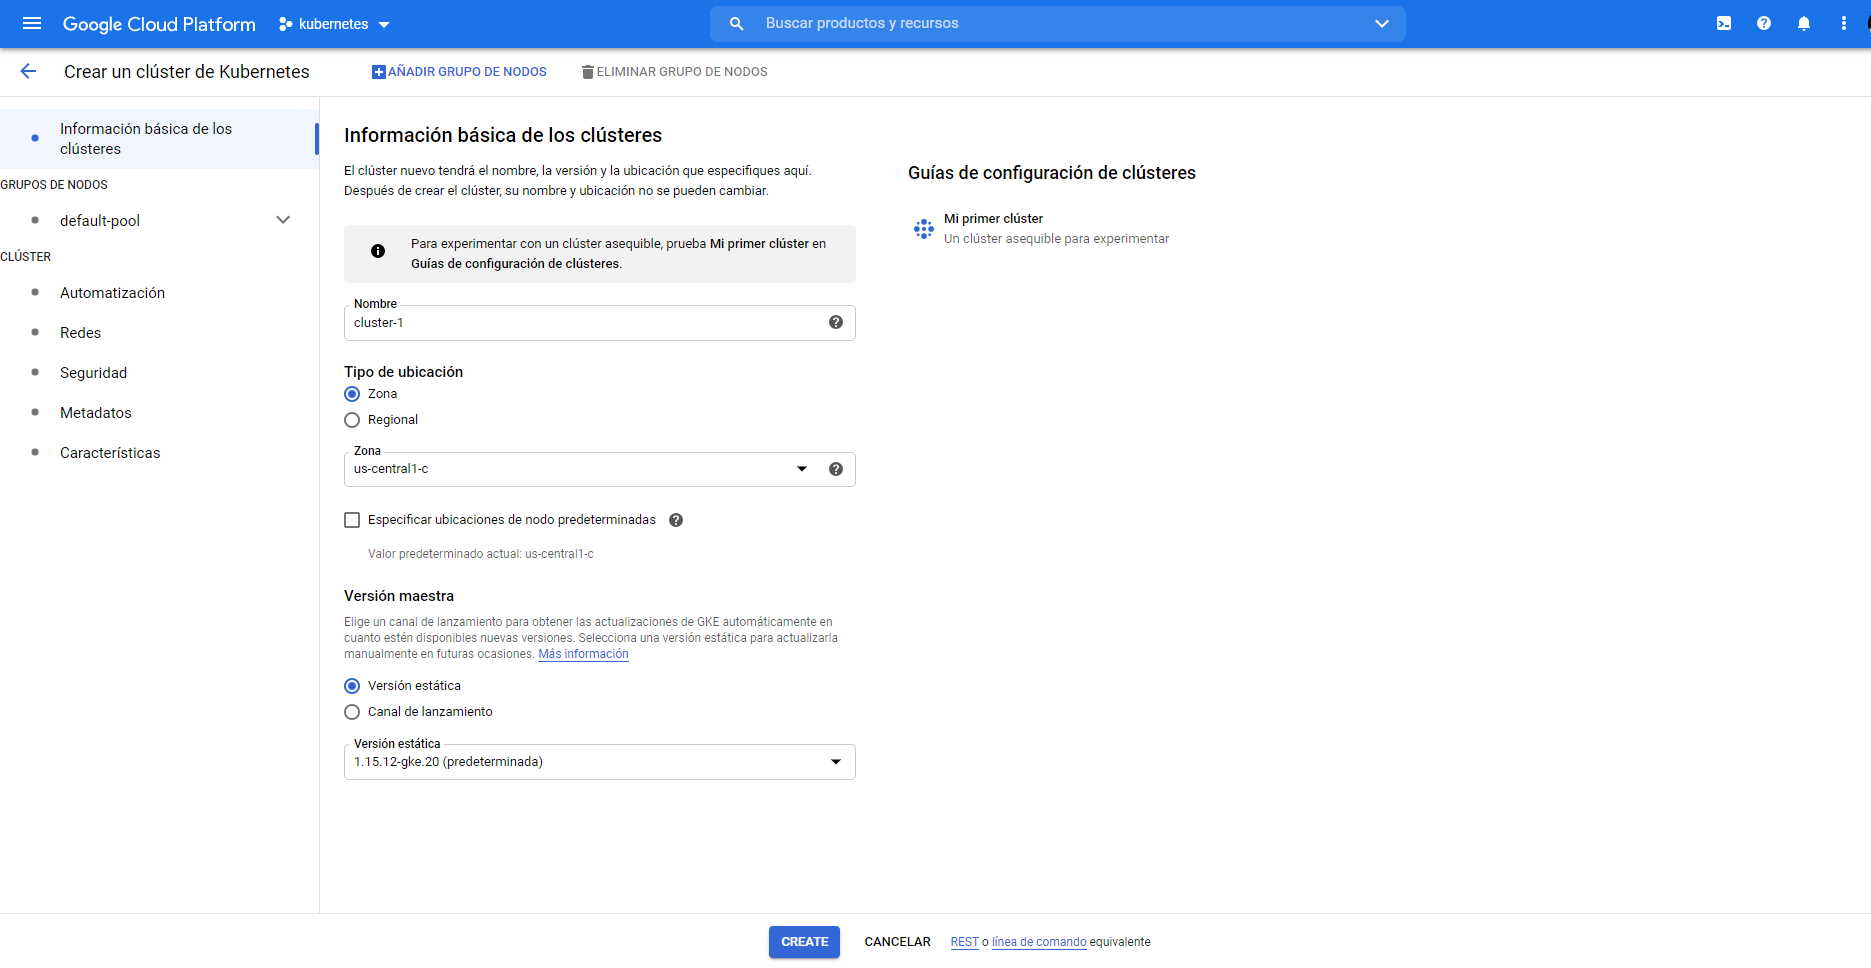 Google Cloud Platform
kubernetes
Buscar productos y recursos
Crear un clúster de Kubernetes
AÑADIR GRUPO DE NODOS
ELIMINAR GRUPO DE NODOS
Información básica de los
clústeres
GRUPOS DE NODOS
default-pool
CLÚSTER
Automatización
Redes
Seguridad
Metadatos
Características
Información básica de los clústeres
El clúster nuevo tendrá el nombre, la versión y la ubicación que especifiques aquí.
Después de crear el clúster, su nombre y ubicación no se pueden cambiar.
Para experimentar con un clúster asequible, prueba Mi primer clúster en
Guías de configuración de clústeres.
Nombre
cluster-1
Tipo de ubicación
Zona
Regional
Zona
us-central1-c
Especificar ubicaciones de nodo predeterminadas
Valor predeterminado actual: us-central1-c
Versión maestra
Elige un canal de lanzamiento para obtener las actualizaciones de GKE automáticamente en
cuanto estén disponibles nuevas versiones. Selecciona una versión estática para actualizarla
manualmente en futuras ocasiones. Más información
Versión estática
Canal de lanzamiento
Versión estática
1.15.12-gke.20 (predeterminada)
Guías de configuración de clústeres
Mi primer clúster
Un clúster asequible para experimentar
CREATE
CANCELAR
REST o línea de comando equivalente